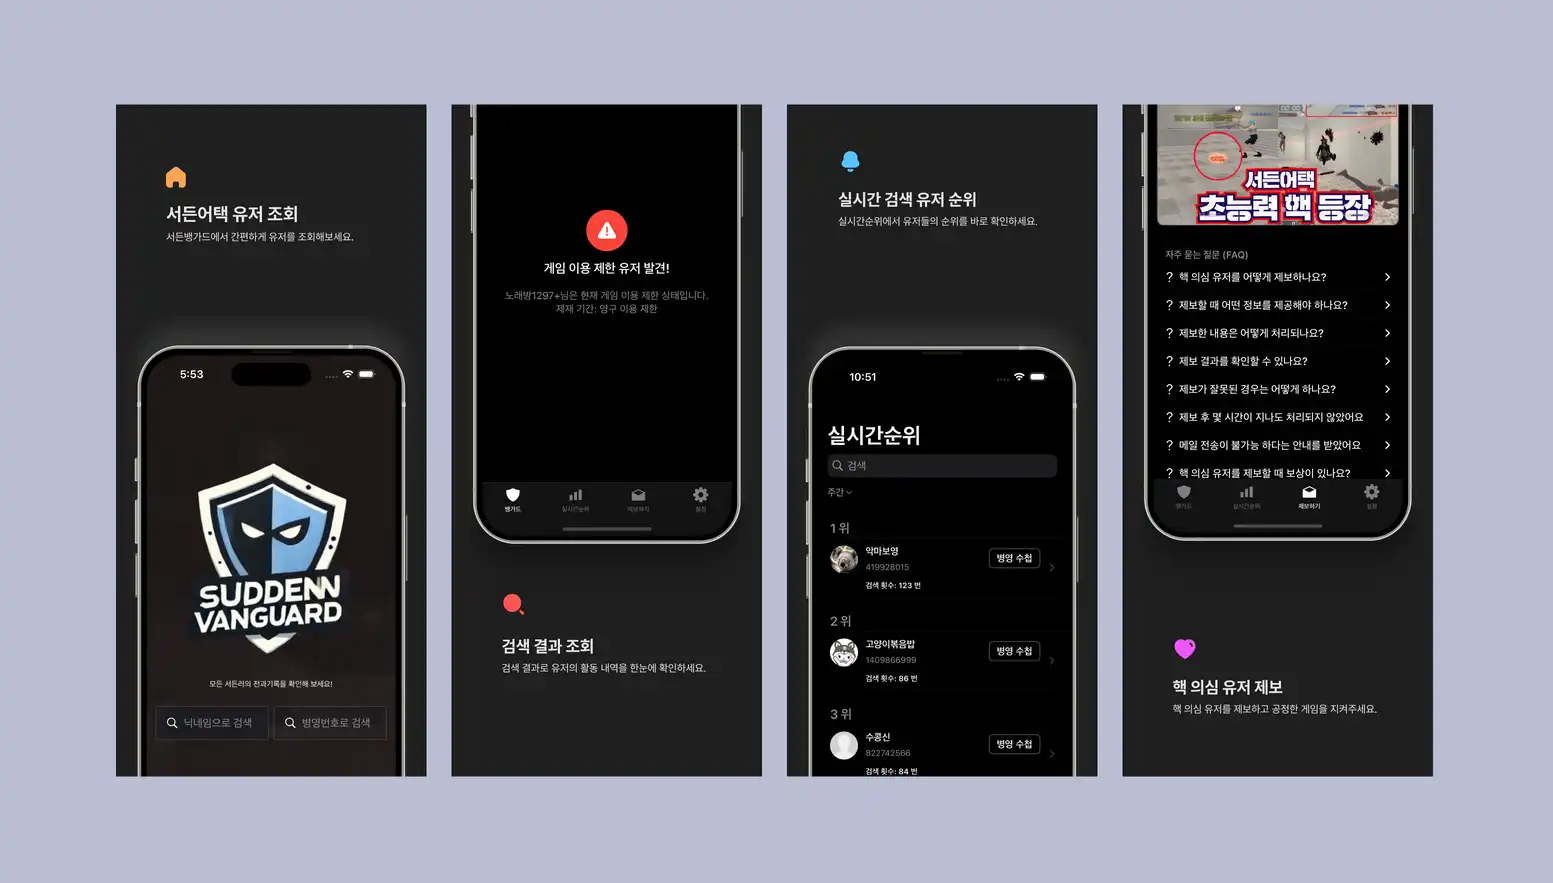 서든어택 유저 조회
서든뱅가드에서 간편하게 유저를 조회해보세요.
5:53
SUDDENN
VANGUARD
모든 서든러의 전과기록을 확인해 보세요!
닉네임으로 검색
병영번호로 검색
게임 이용 제한 유저 발견!
노래방1297+님은 현재 게임 이용 제한 상태입니다.
제재 기간: 영구 이용 제한
뱅가드
실시간순위
제보하기
설정
검색 결과 조회
검색 결과로 유저의 활동 내역을 한눈에 확인하세요.
실시간 검색 유저 순위
실시간순위에서 유저들의 순위를 바로 확인하세요.
10:51
실시간순위
검색
주간
1 위
악마보영
419928015
검색 횟수: 123 번
병영 수첩
2 위
고양이볶음밥
1409866999
검색 횟수: 86 번
병영 수첩
3 위
수콩신
822742566
검색 횟수: 84 번
병영 수첩
서든어택
초능력 핵 등장
자주 묻는 질문 (FAQ)
? 핵 의심 유저를 어떻게 제보하나요?
? 제보할 때 어떤 정보를 제공해야 하나요?
? 제보한 내용은 어떻게 처리되나요?
? 제보 결과를 확인할 수 있나요?
? 제보가 잘못된 경우는 어떻게 하나요?
? 제보 후 몇 시간이 지나도 처리되지 않았어요
? 메일 전송이 불가능 하다는 안내를 받았어요
? 핵 의심 유저를 제보할 때 보상이 있나요?
뱅가드
실시간순위
제보하기
설정
핵 의심 유저 제보
핵 의심 유저를 제보하고 공정한 게임을 지켜주세요.